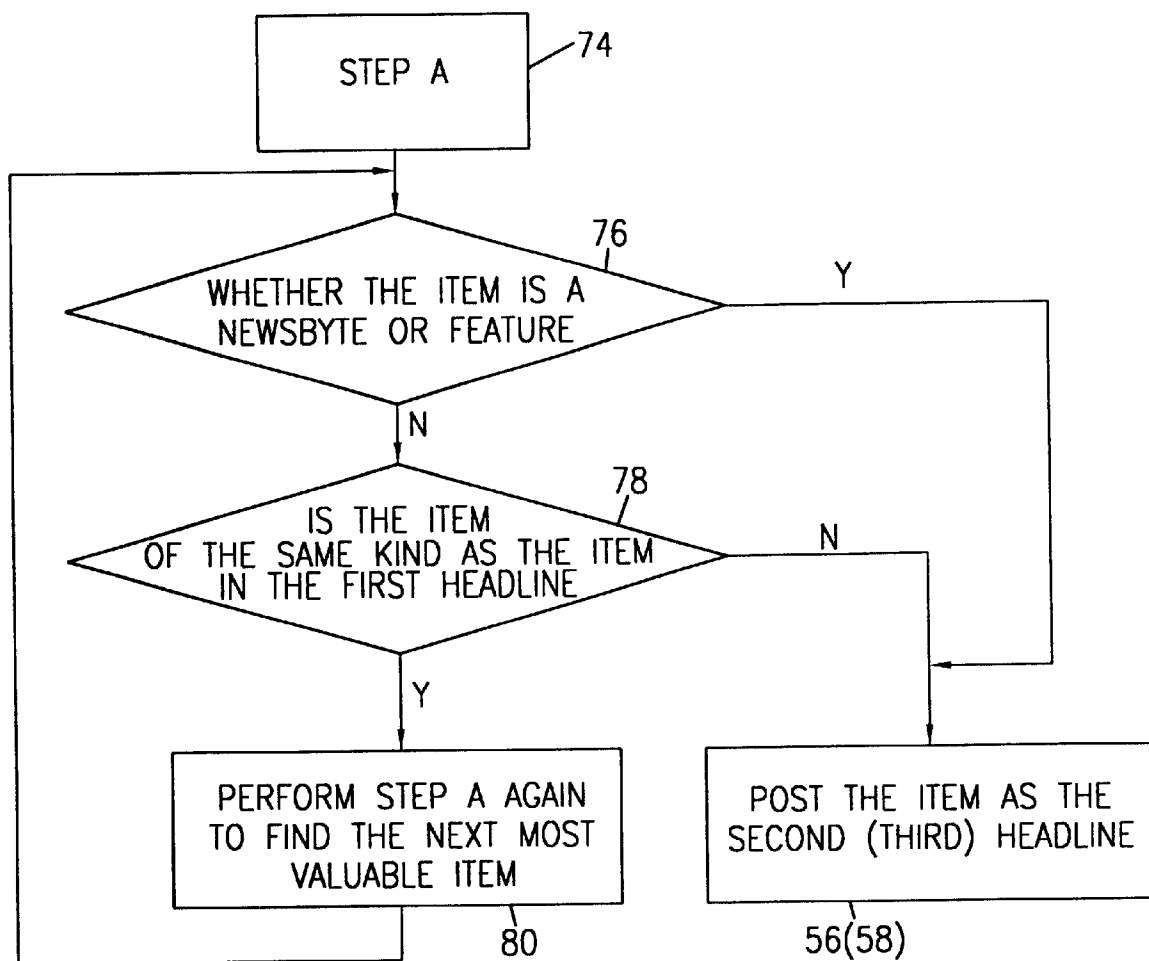 STEP A
74
76
WHETHER THE ITEM IS A
NEWSBYTE OR FEATURE
Y
N
78
IS THE ITEM
OF THE SAME KIND AS THE ITEM
IN THE FIRST HEADLINE
N
Y
PERFORM STEP A AGAIN
TO FIND THE NEXT MOST
VALUABLE ITEM
80
POST THE ITEM AS THE
SECOND (THIRD) HEADLINE
56(58)